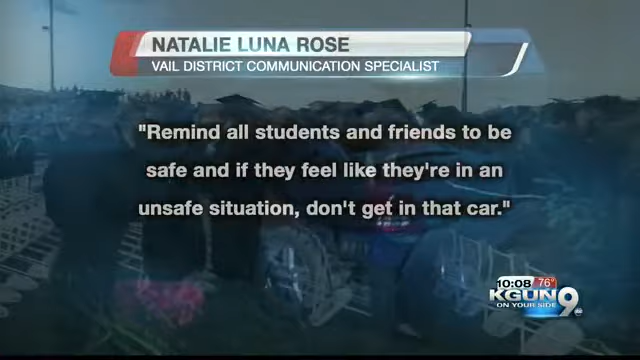 NATALIE LUNA ROSE
VAIL DISTRICT COMMUNICATION SPECIALIST
"Remind all students and friends to be
safe and if they feel like they're in an
unsafe situation, don't get in that car."
10:08 76°
KGUN 9
ON YOUR SIDE abc